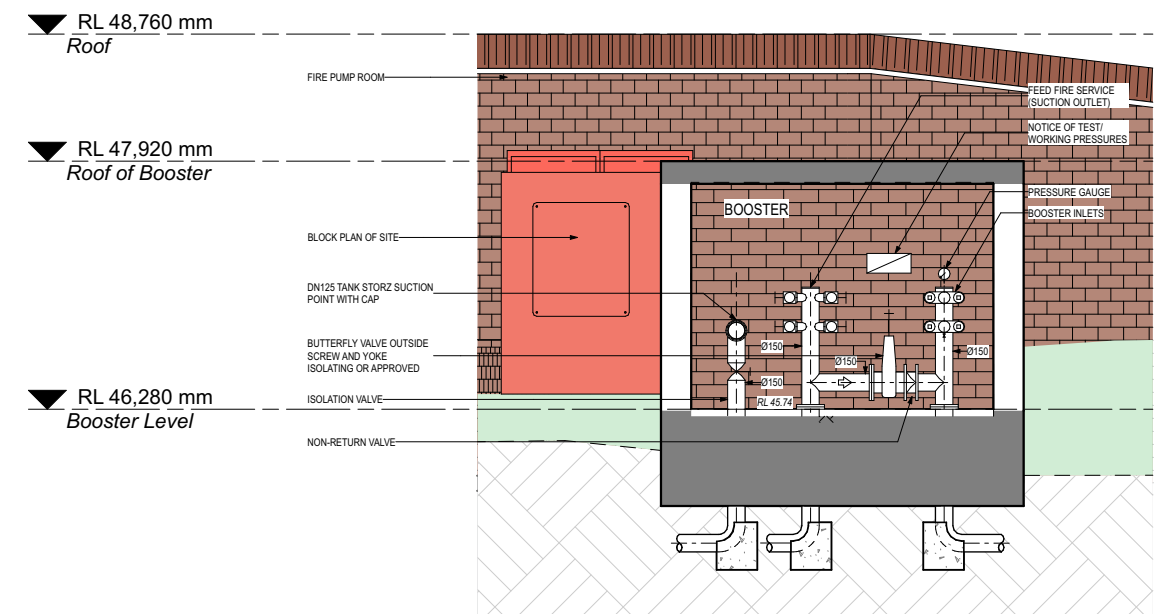 RL 48,760 mm
Roof
FIRE PUMP ROOM
FEED FIRE SERVICE
(SUCTION OUTLET)
NOTICE OF TEST/
WORKING PRESSURES
RL 47,920 mm
Roof of Booster
PRESSURE GAUGE
BOOSTER
BOOSTER INLETS
BLOCK PLAN OF SITE
DN125 TANK STORZ SUCTION
POINT WITH CAP
BUTTERFLY VALVE OUTSIDE
SCREW AND YOKE
ISOLATING OR APPROVED
Ø150
Ø150
Ø150
Ø150
RL 46,280 mm
Booster Level
ISOLATION VALVE
RL 45.74
NON-RETURN VALVE